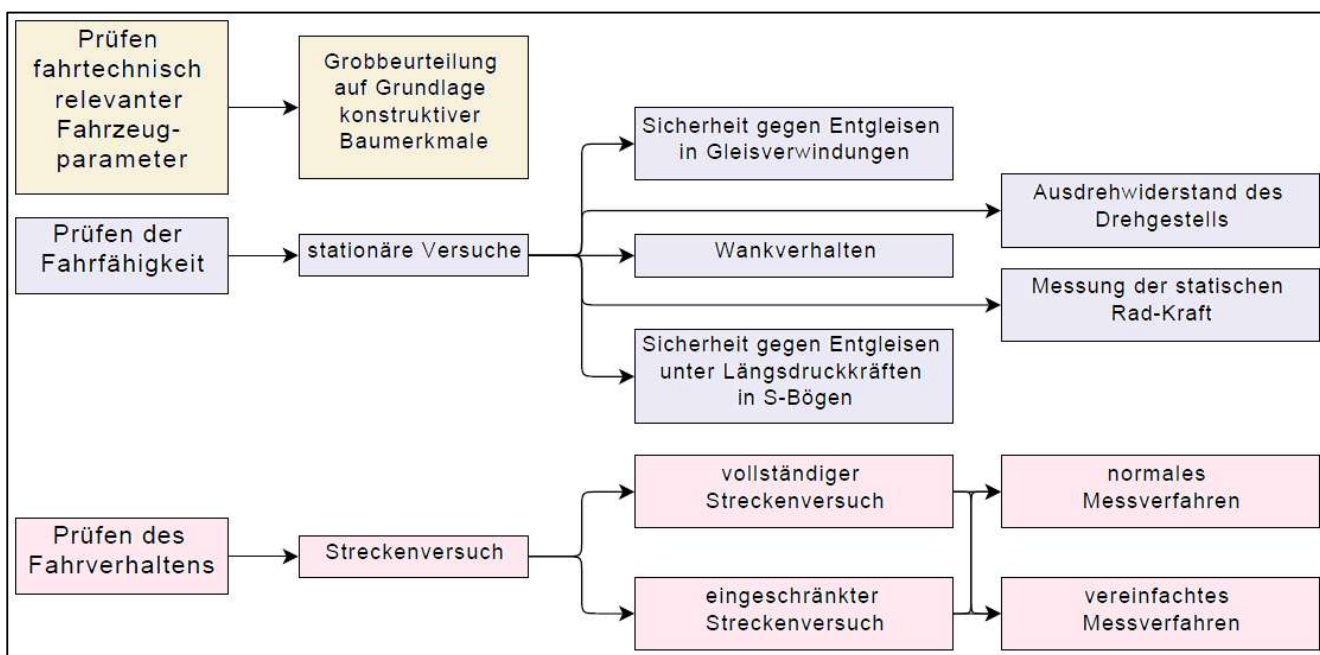 Prüfen
fahrtechnisch
relevanter
Fahrzeug-
parameter
Grobbeurteilung
auf Grundlage
konstruktiver
Baumerkmale
Prüfen der
Fahrfähigkeit
stationäre Versuche
Sicherheit gegen Entgleisen
in Gleisverwindungen
Ausdrehwiderstand des
Drehgestells
Wankverhalten
Messung der statischen
Rad-Kraft
Sicherheit gegen Entgleisen
unter Längsdruckkräften
in S-Bögen
Prüfen des
Fahrverhaltens
Streckenversuch
vollständiger
Streckenversuch
normales
Messverfahren
eingeschränkter
Streckenversuch
vereinfachtes
Messverfahren